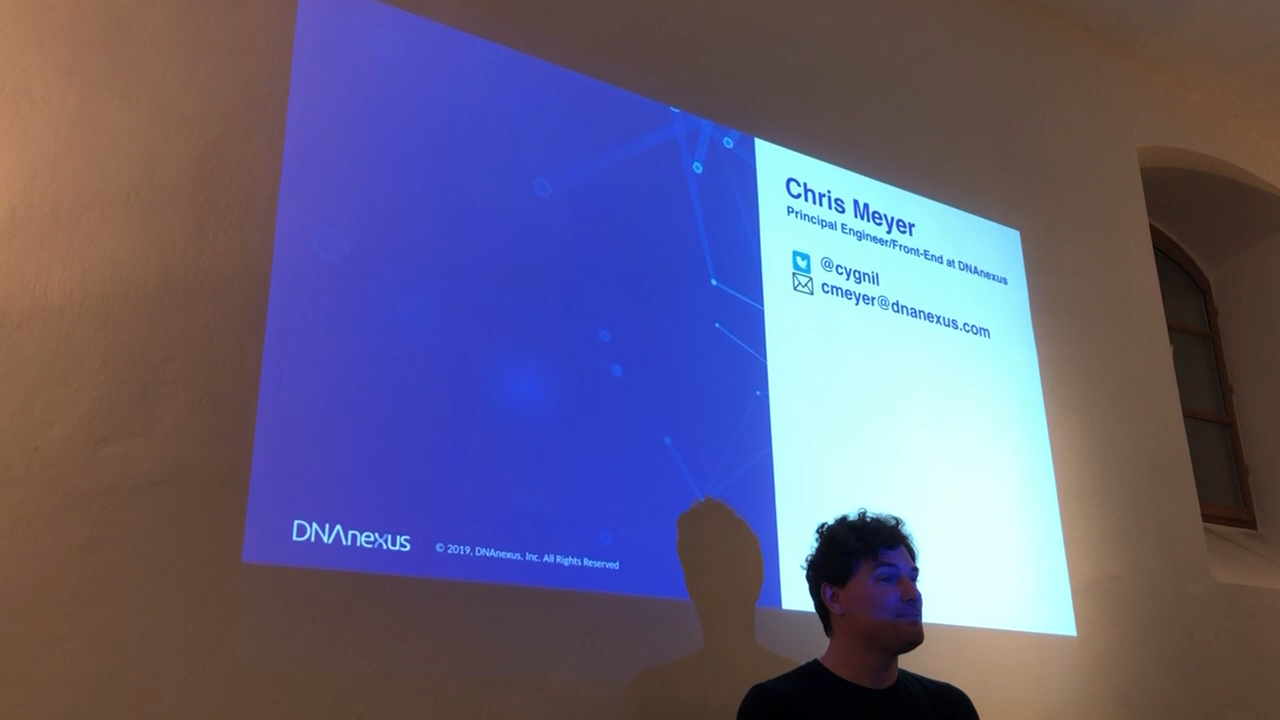 Chris Meyer
Principal Engineer/Front-End at DNAnexus
@cygnil
cmeyer@dnanexus.com
DNAnexus
© 2019, DNAnexus, Inc. All Rights Reserved